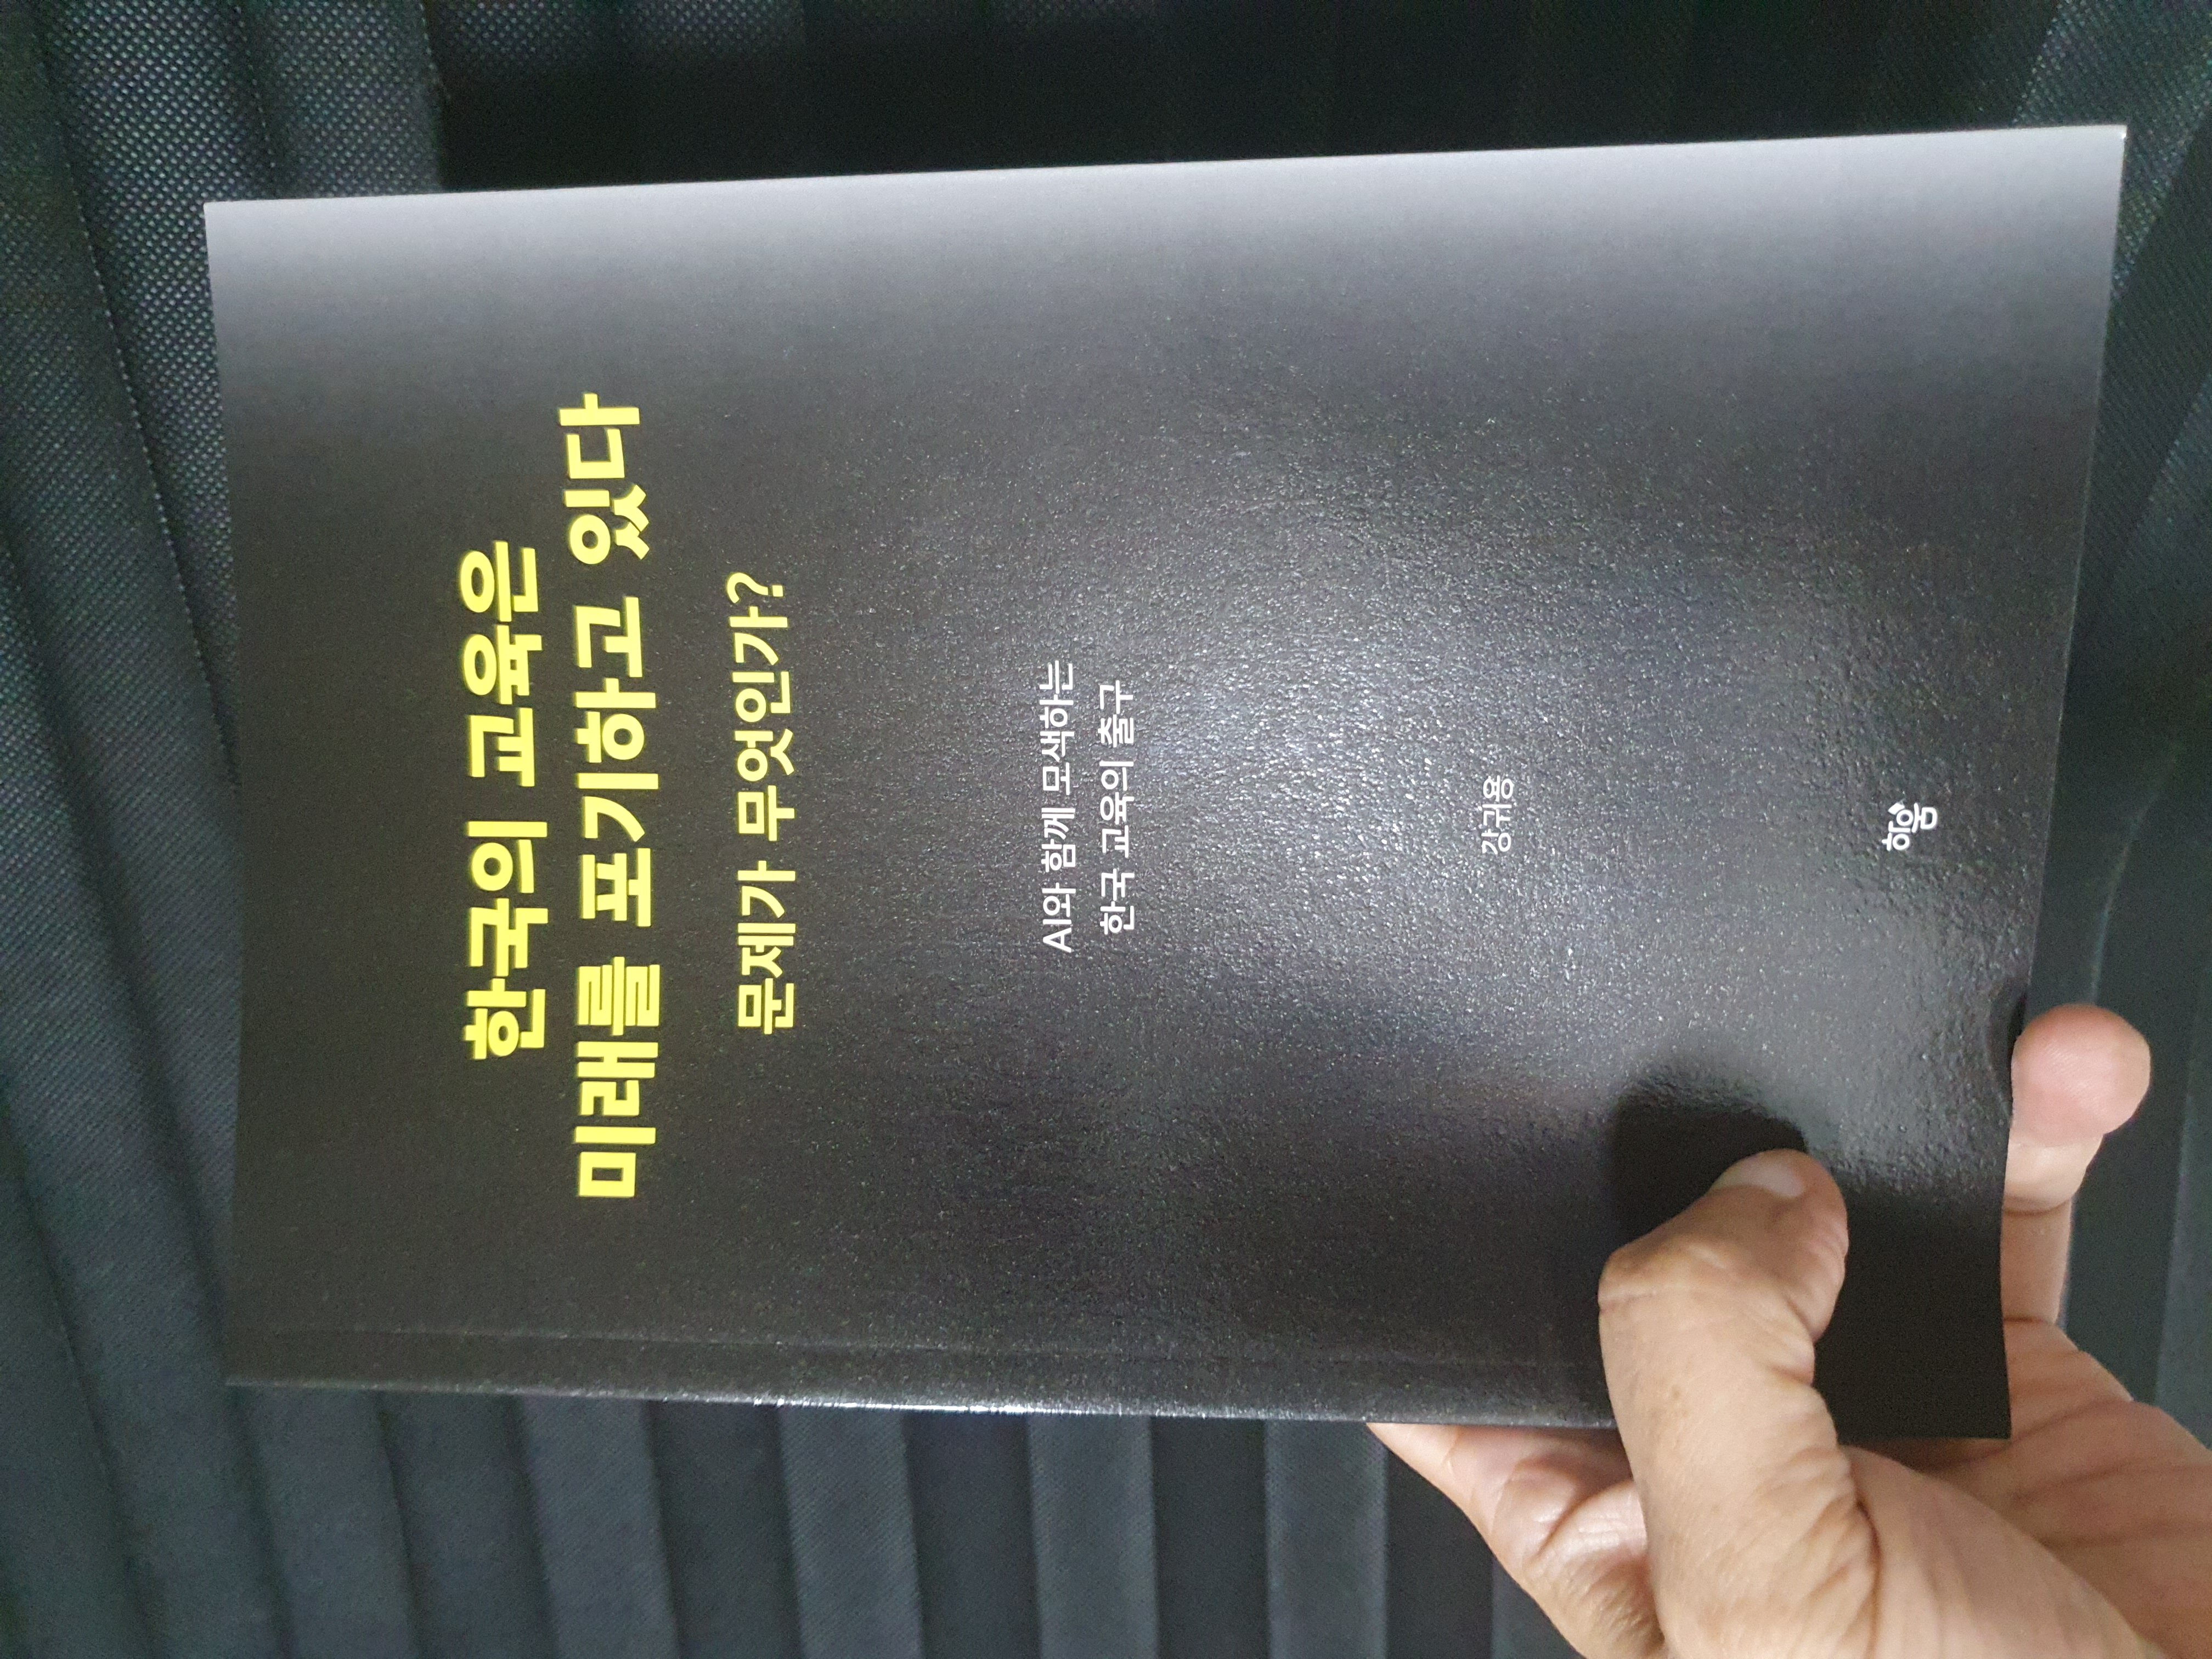 한국의 교육은
미래를 포기하고 있다
문제가 무엇인가?
AI와 함께 모색하는
한국 교육의 출구
강귀용
하움